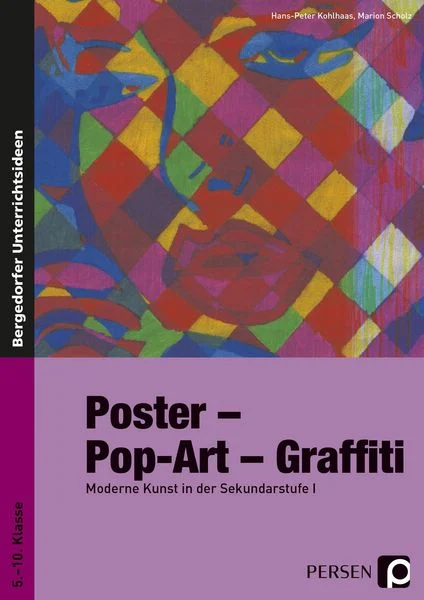 Hans-Peter Kohlhaas, Marion Scholz
Bergedorfer Unterrichtsideen
Poster –
Pop-Art – Graffiti
Moderne Kunst in der Sekundarstufe I
5.–10. Klasse
PERSEN